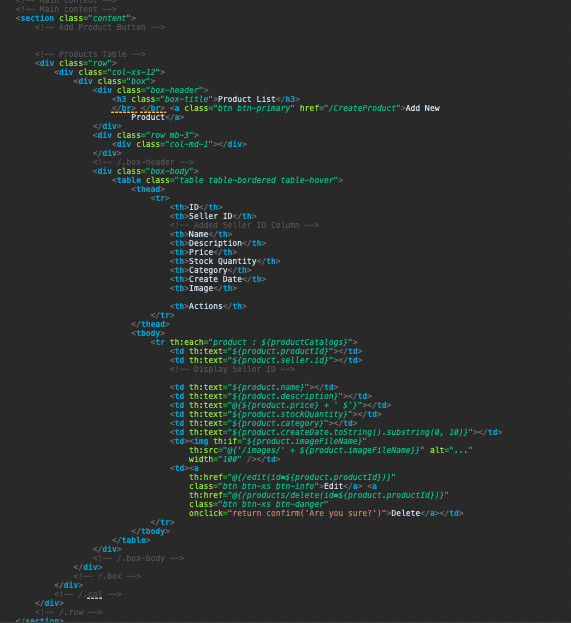 <!-- Main content -->
<!-- Main content -->
<section class="content">
<!-- Add Product Button -->
<!-- Products Table -->
<div class="row">
<div class="col-xs-12">
<div class="box">
<div class="box-header">
<h3 class="box-title">Product List</h3>
</br> </br> <a class="btn btn-primary" href="/CreateProduct">Add New
Product</a>
</div>
<div class="row mb-3">
<div class="col-md-1"></div>
</div>
<!-- /.box-header -->
<div class="box-body">
<table class="table table-bordered table-hover">
<thead>
<tr>
<th>ID</th>
<th>Seller ID</th>
<!-- Added Seller ID Column -->
<th>Name</th>
<th>Description</th>
<th>Price</th>
<th>Stock Quantity</th>
<th>Category</th>
<th>Create Date</th>
<th>Image</th>
<th>Actions</th>
</tr>
</thead>
<tbody>
<tr th:each="product : ${productCatalogs}">
<td th:text="${product.productId}"></td>
<td th:text="${product.seller.id}"></td>
<!-- Display Seller ID -->
<td th:text="${product.name}"></td>
<td th:text="${product.description}"></td>
<td th:text="@{${product.price} + ' $'}"></td>
<td th:text="${product.stockQuantity}"></td>
<td th:text="${product.category}"></td>
<td th:text="${product.createDate.toString().substring(0, 10)}"></td>
<td><img th:if="${product.imageFileName}"
th:src="@{'/images/' + ${product.imageFileName}}" alt="..."
width="100" /></td>
<td><a
th:href="@{/edit(id=${product.productId})}"
class="btn btn-xs btn-info">Edit</a> <a
th:href="@{/products/delete(id=${product.productId})}"
class="btn btn-xs btn-danger"
onclick="return confirm('Are you sure?')">Delete</a></td>
</tr>
</tbody>
</table>
</div>
<!-- /.box-body -->
</div>
<!-- /.box -->
</div>
<!-- /.col -->
</div>
<!-- /.row -->
</section>